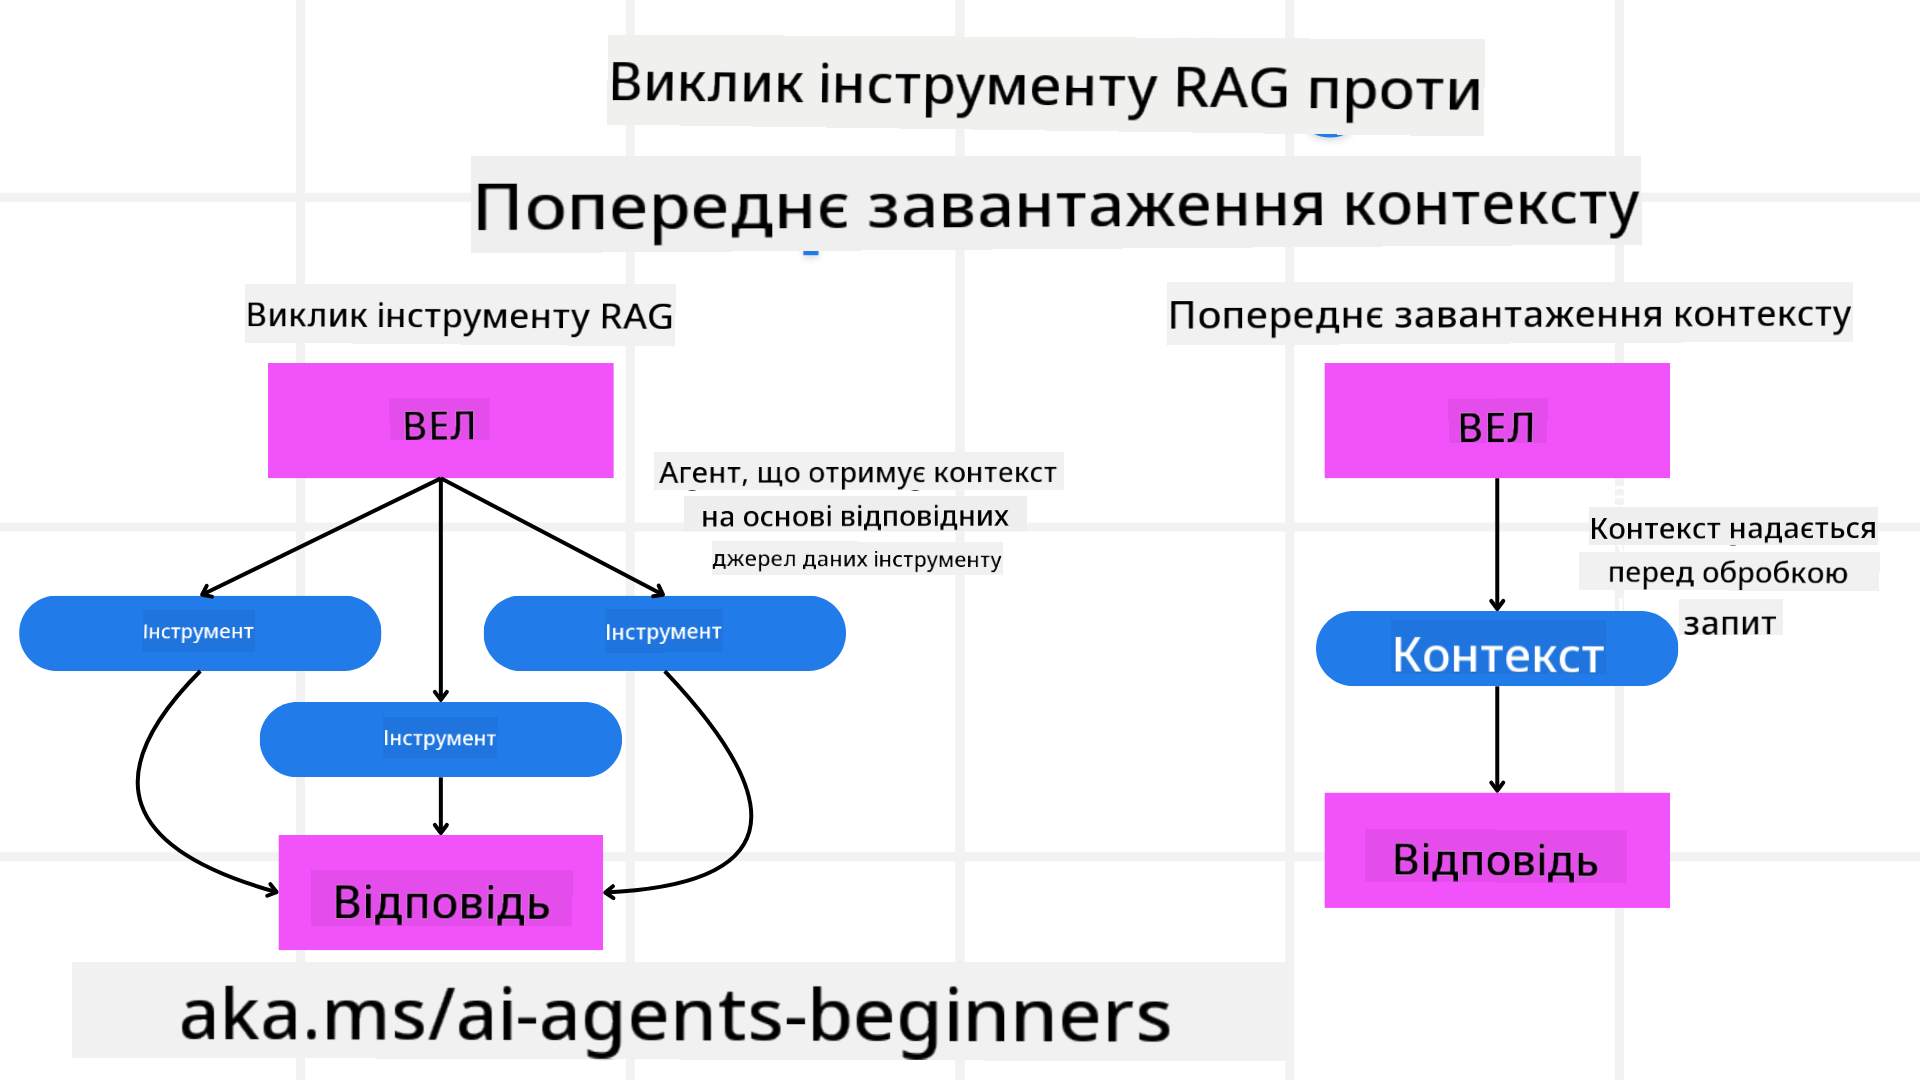 Виклик інструменту RAG проти
Попереднє завантаження контексту
Виклик інструменту RAG
ВЕЛ
Агент, що отримує контекст
на основі відповідних
джерел даних інструменту
Інструмент
Інструмент
Інструмент
Відповідь
Попереднє завантаження контексту
ВЕЛ
Контекст надається
перед обробкою
запит
Контекст
Відповідь
aka.ms/ai-agents-beginners